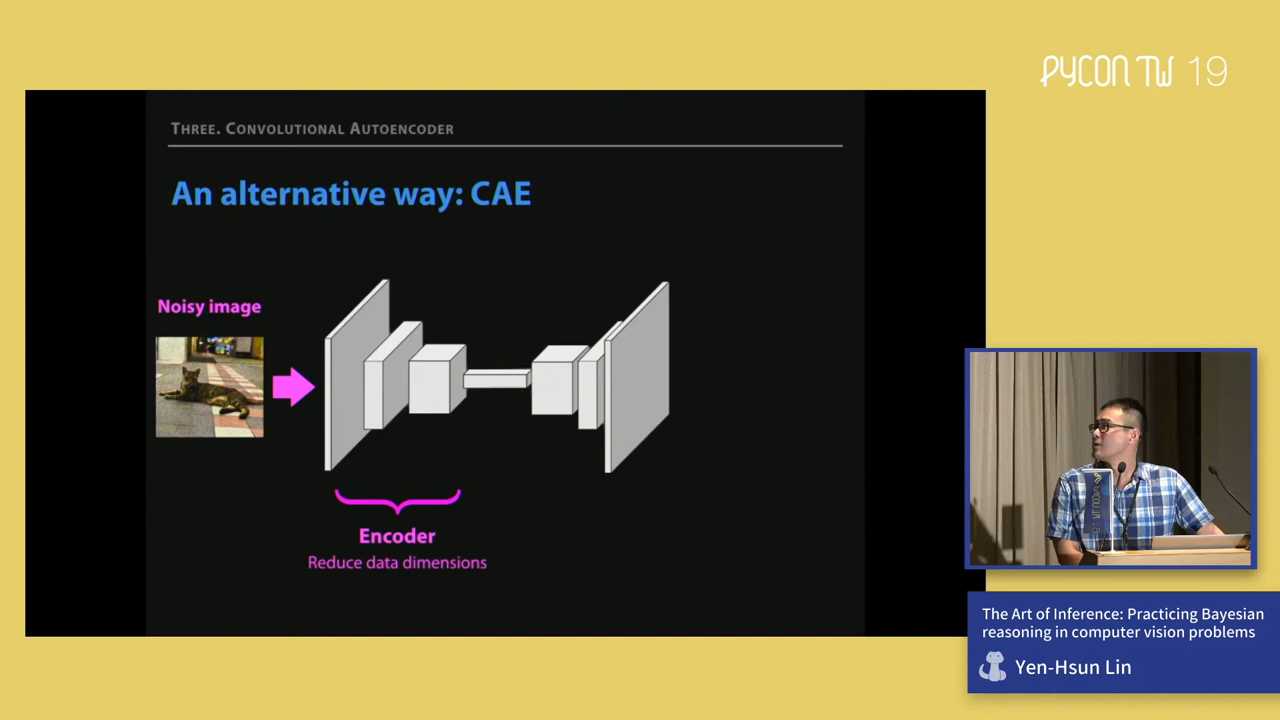 PYCON TW 19
THREE. CONVOLUTIONAL AUTOENCODER
An alternative way: CAE
Noisy image
Encoder
Reduce data dimensions
The Art of Inference: Practicing Bayesian
reasoning in computer vision problems
Yen-Hsun Lin